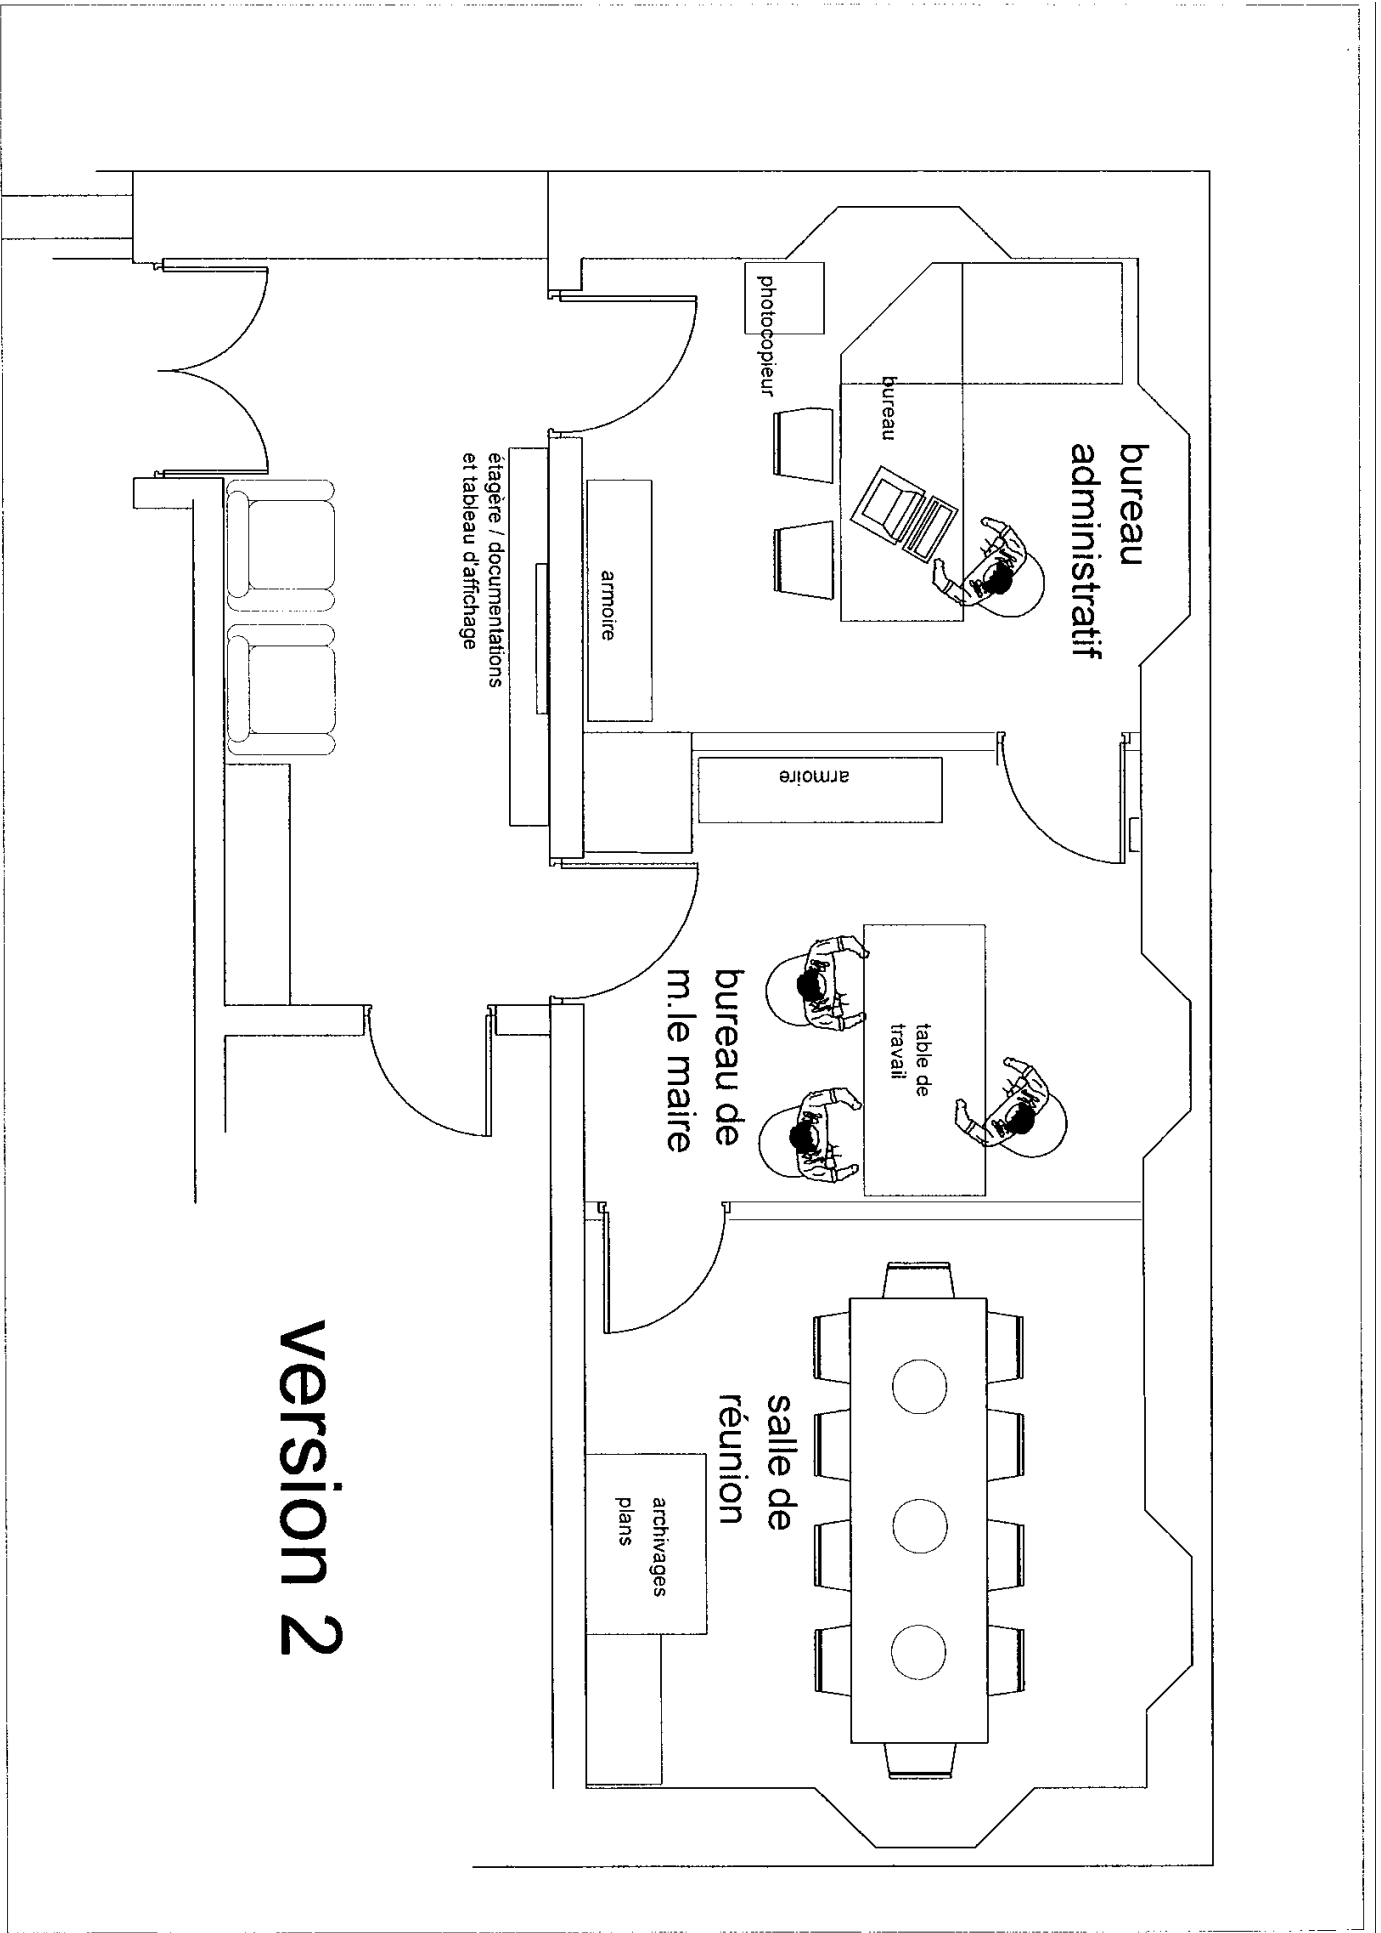 bureau
administratif
bureau
photocopieur
armoire
étagère / documentations
et tableau d'affichage
armoire
bureau de
m.le maire
table de
travail
salle de
réunion
archivages
plans
version 2